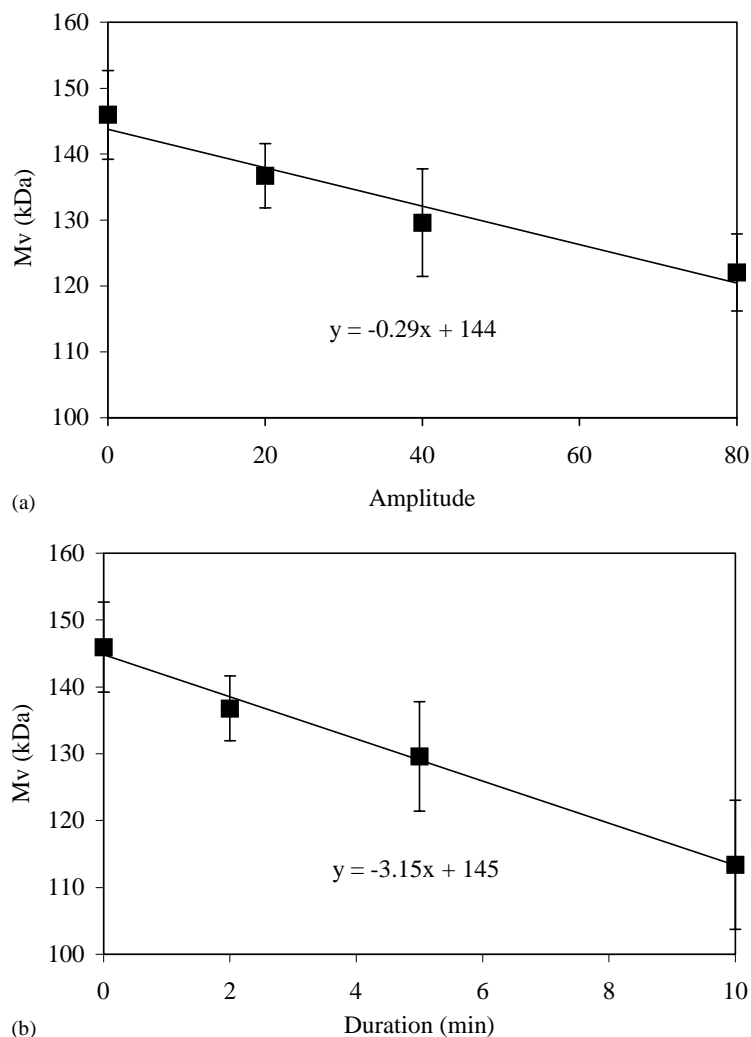 160
150
140
130
120
110
100
Mv (kDa)
y = -0.29x + 144
0 20 40 60 80
Amplitude
(a)
160
150
140
130
120
110
100
Mv (kDa)
y = -3.15x + 145
0 2 4 6 8 10
Duration (min)
(b)